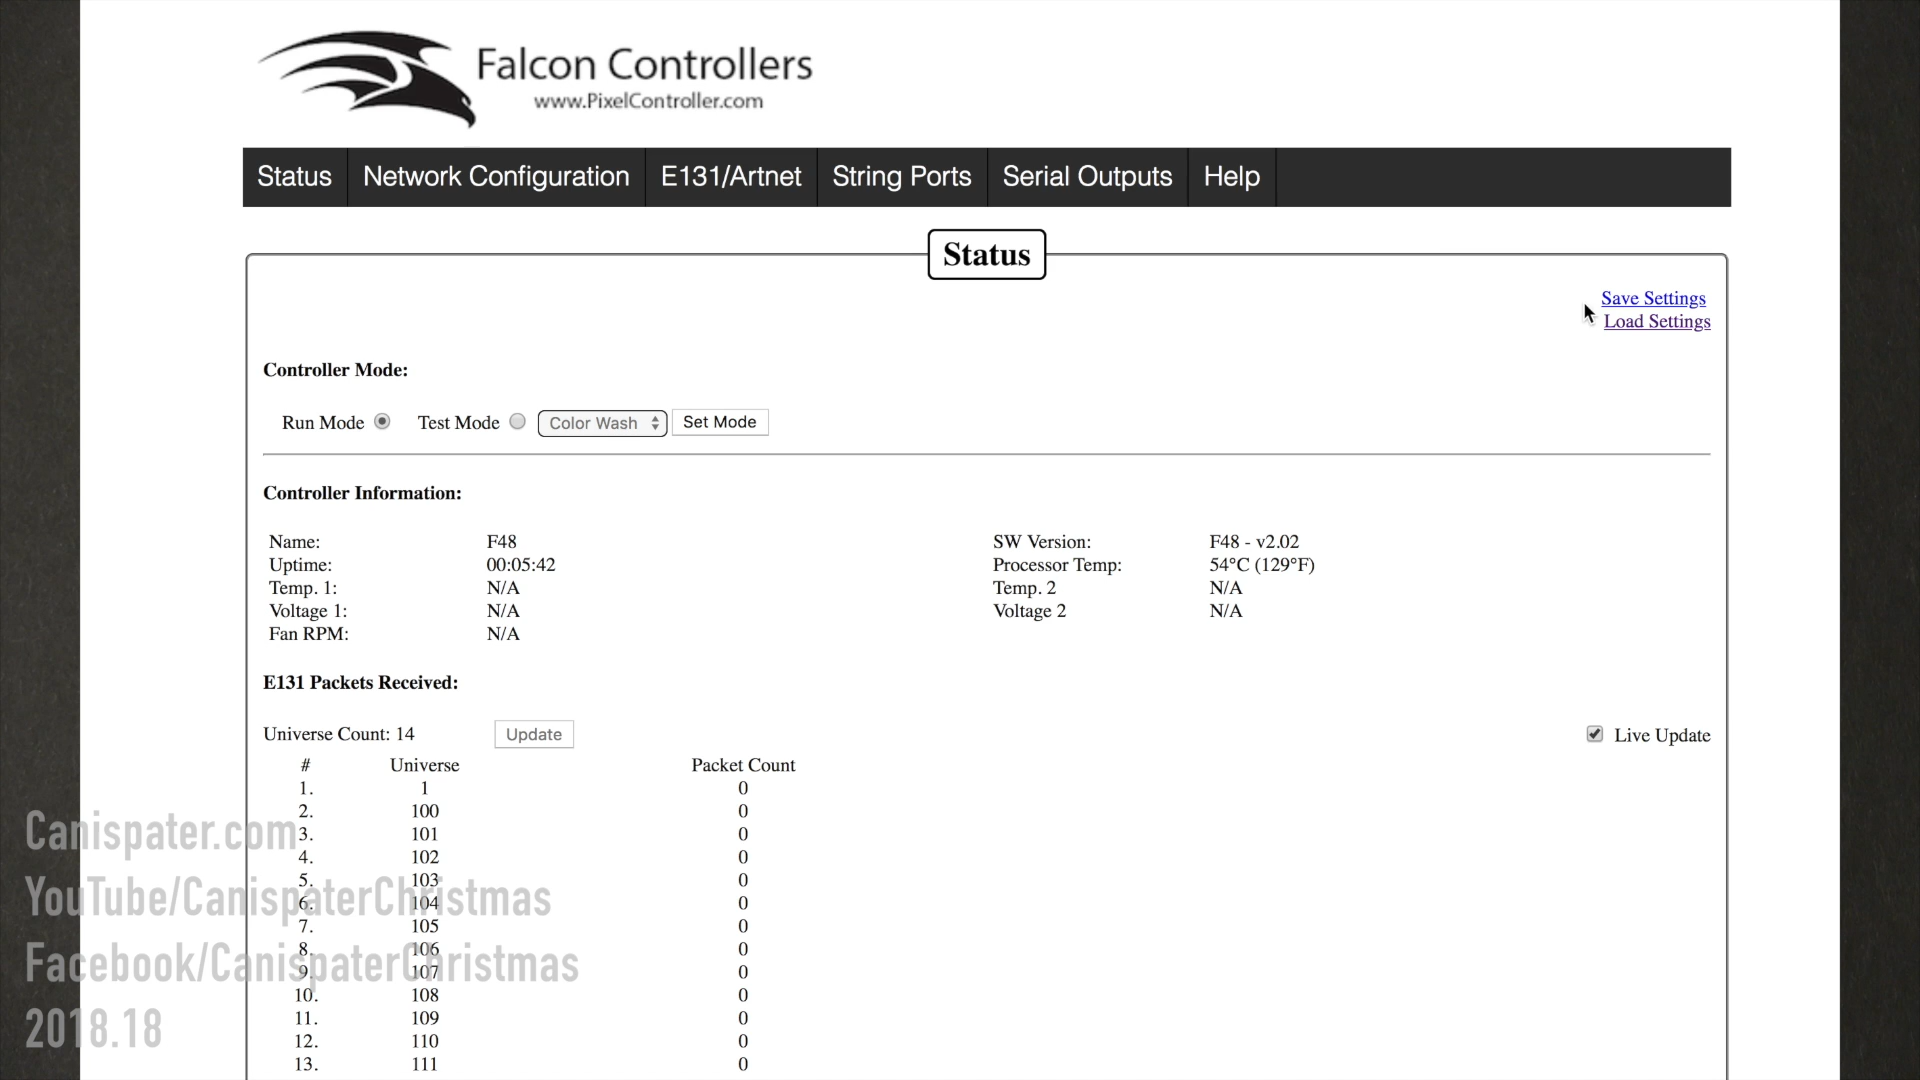 Falcon Controllers
www.PixelController.com
Status Network Configuration E131/Artnet String Ports Serial Outputs Help
Status
Save Settings
Load Settings
Controller Mode:
Run Mode Test Mode Color Wash Set Mode
Controller Information:
Name: F48 SW Version: F48 - v2.02
Uptime: 00:05:42 Processor Temp: 54°C (129°F)
Temp. 1: N/A Temp. 2 N/A
Voltage 1: N/A Voltage 2 N/A
Fan RPM: N/A
E131 Packets Received:
Universe Count: 14 Update Live Update
# Universe Packet Count
1. 1 0
2. 100 0
3. 101 0
4. 102 0
5. 103 0
6. 104 0
7. 105 0
8. 106 0
9. 107 0
10. 108 0
11. 109 0
12. 110 0
13. 111 0
Canispater.com
YouTube/CanispaterChristmas
Facebook/CanispaterChristmas
2018.18